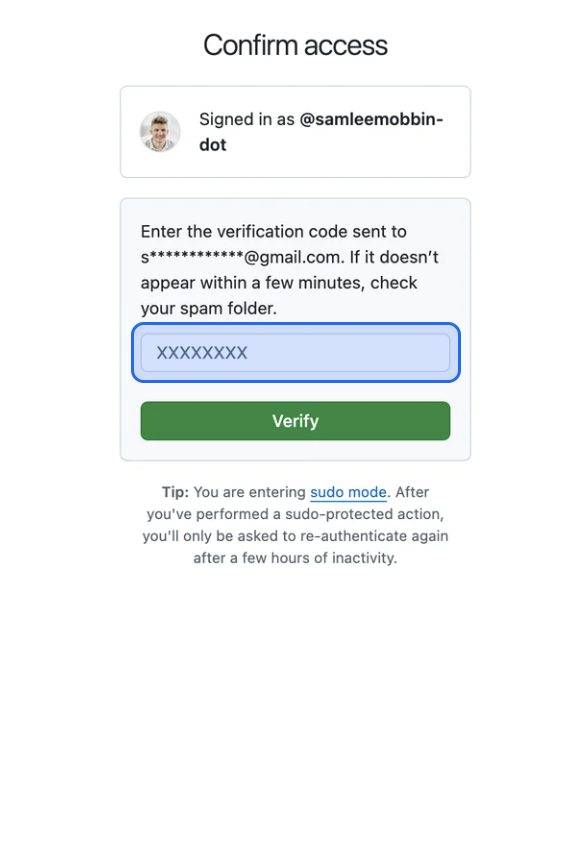 Confirm access
Signed in as @samleemobbin-
dot
Enter the verification code sent to
s************@gmail.com. If it doesn’t
appear within a few minutes, check
your spam folder.
XXXXXXXX
Verify
Tip: You are entering sudo mode. After
you've performed a sudo-protected action,
you'll only be asked to re-authenticate again
after a few hours of inactivity.